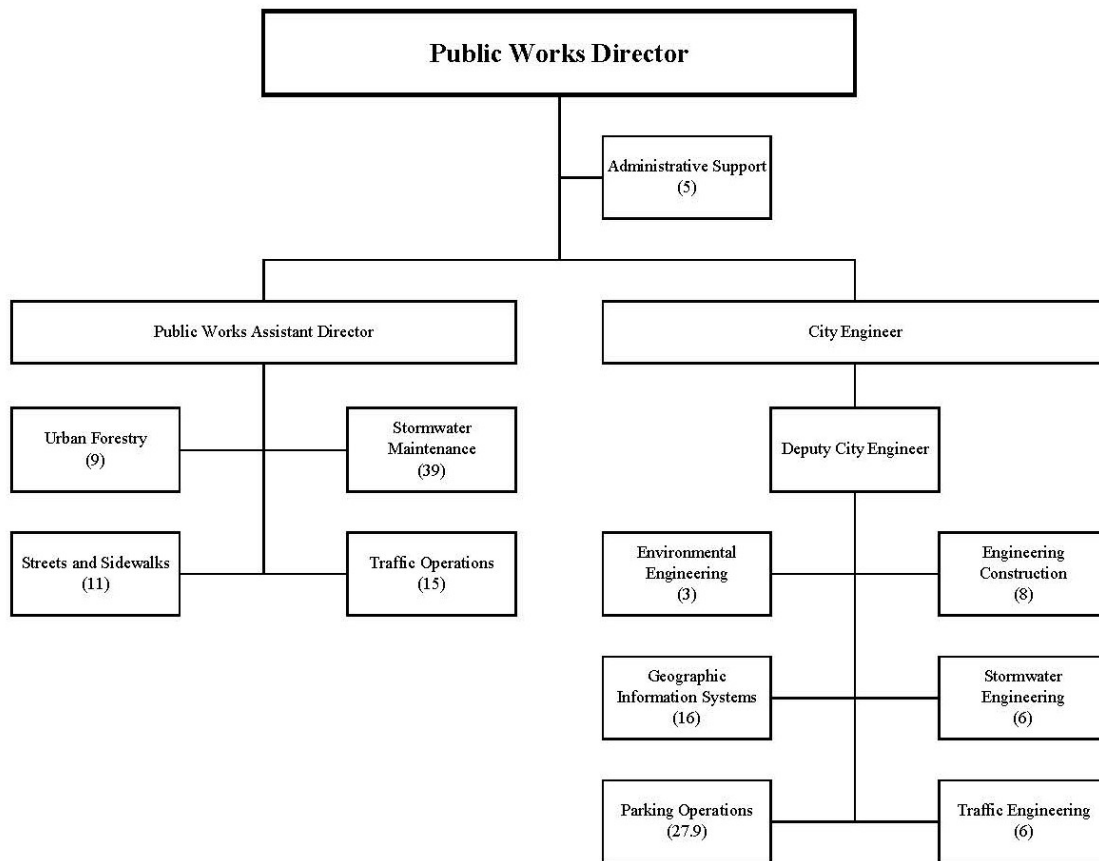 Public Works Director
Administrative Support
(5)
Public Works Assistant Director
City Engineer
Urban Forestry
(9)
Stormwater
Maintenance
(39)
Deputy City Engineer
Streets and Sidewalks
(11)
Traffic Operations
(15)
Environmental
Engineering
(3)
Engineering
Construction
(8)
Geographic
Information Systems
(16)
Stormwater
Engineering
(6)
Parking Operations
(27.9)
Traffic Engineering
(6)